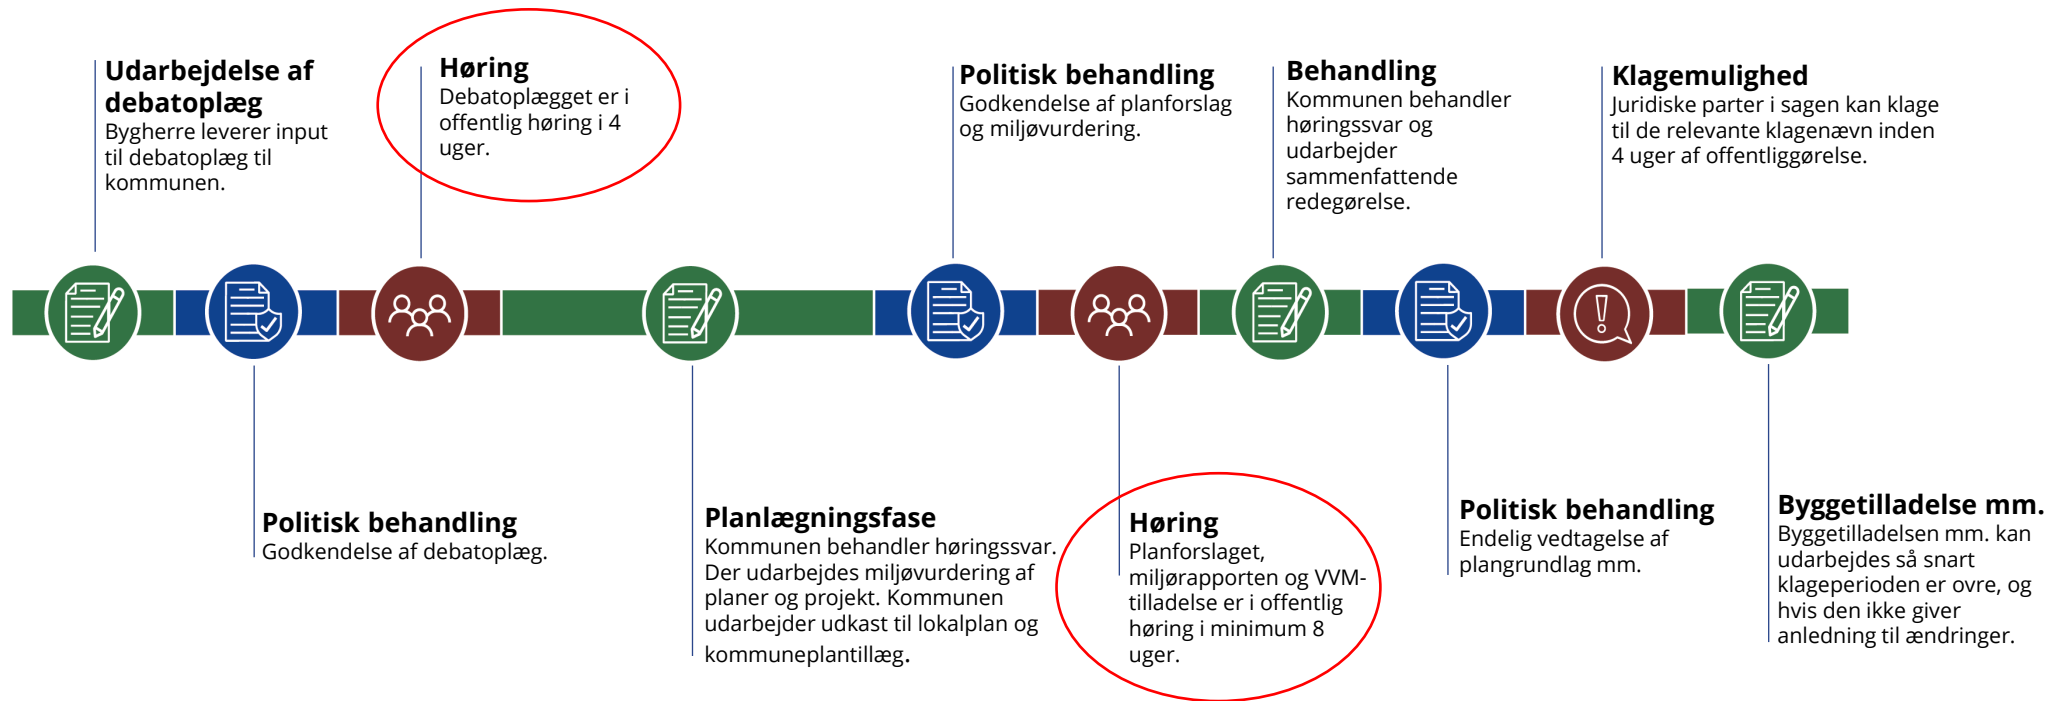 Udarbejdelse af
debatoplæg
Bygherre leverer input
til debatoplæg til
kommunen.
Høring
Debatoplægget er i
offentlig høring i 4
uger.
Politisk behandling
Godkendelse af planforslag
og miljøvurdering.
Behandling
Kommunen behandler
høringssvar og
udarbejder
sammenfattende
redegørelse.
Klagemulighed
Juridiske parter i sagen kan klage
til de relevante klagenævn inden
4 uger af offentliggørelse.
Politisk behandling
Godkendelse af debatoplæg.
Planlægningsfase
Kommunen behandler høringssvar.
Der udarbejdes miljøvurdering af
planer og projekt. Kommunen
udarbejder udkast til lokalplan og
kommuneplantillæg.
Høring
Planforslaget,
miljørapporten og VVM-
tilladelse er i offentlig
høring i minimum 8
uger.
Politisk behandling
Endelig vedtagelse af
plangrundlag mm.
Byggetilladelse mm.
Byggetilladelsen mm. kan
udarbejdes så snart
klageperioden er ovre, og
hvis den ikke giver
anledning til ændringer.